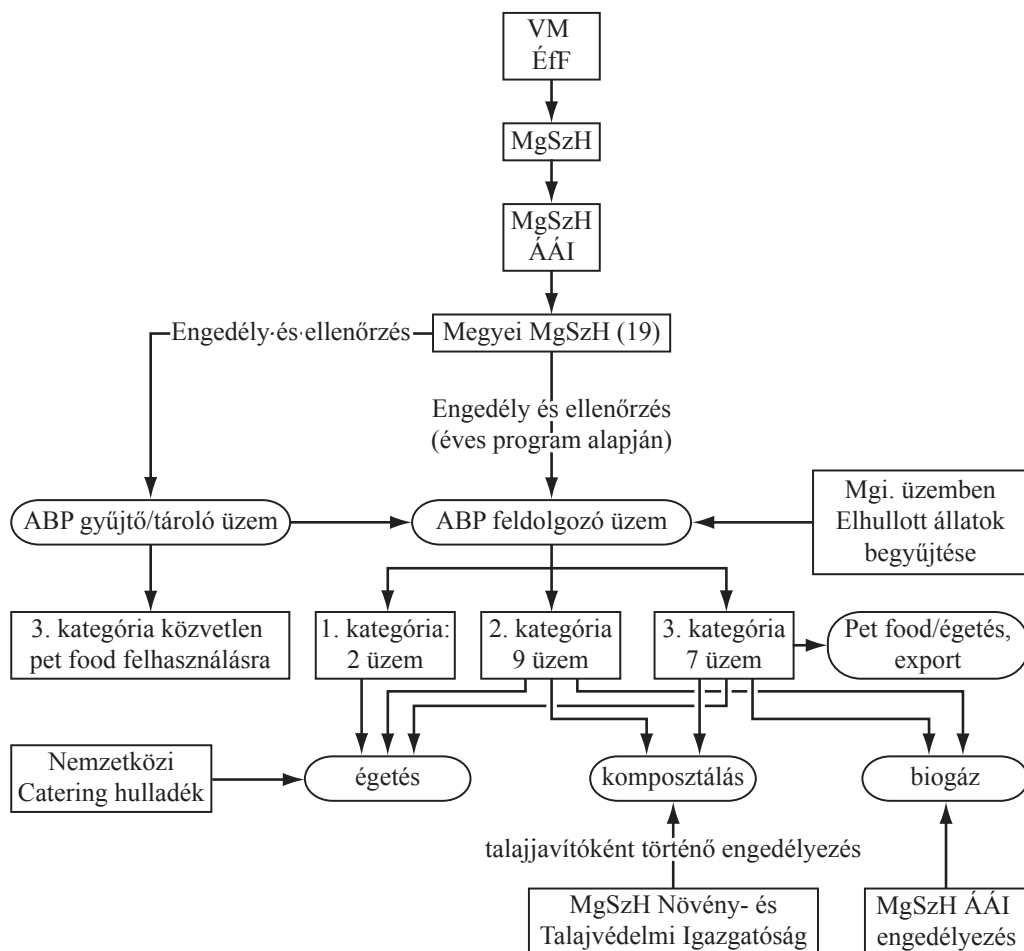 VM
ÉfF
MgSzH
MgSzH
ÁÁI
Engedély és ellenőrzés
Megyei MgSzH (19)
Engedély és ellenőrzés
(éves program alapján)
ABP gyűjtő/tároló üzem
ABP feldolgozó üzem
Mgi. üzemben
Elhullott állatok
begyűjtése
3. kategória közvetlen
pet food felhasználásra
1. kategória:
2 üzem
2. kategória
9 üzem
3. kategória
7 üzem
Pet food/égetés,
export
Nemzetközi
Catering hulladék
égetés
komposztálás
biogáz
talajjavítóként történő engedélyezés
MgSzH Növény- és
Talajvédelmi Igazgatóság
MgSzH ÁÁI
engedélyezés